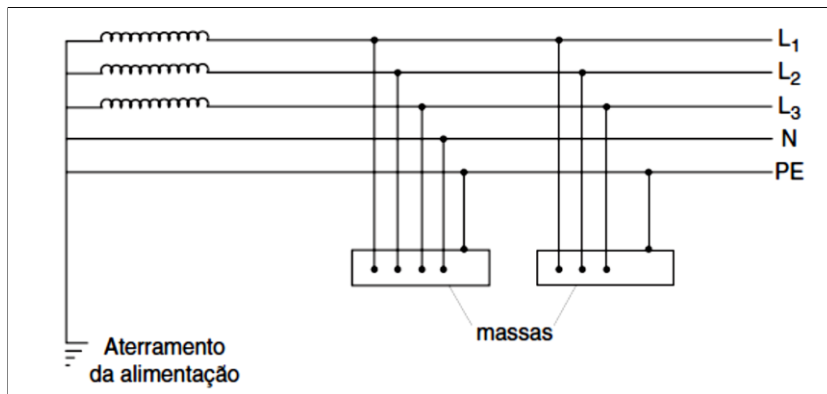 L1
L2
L3
N
PE
massas
Aterramento
da alimentação